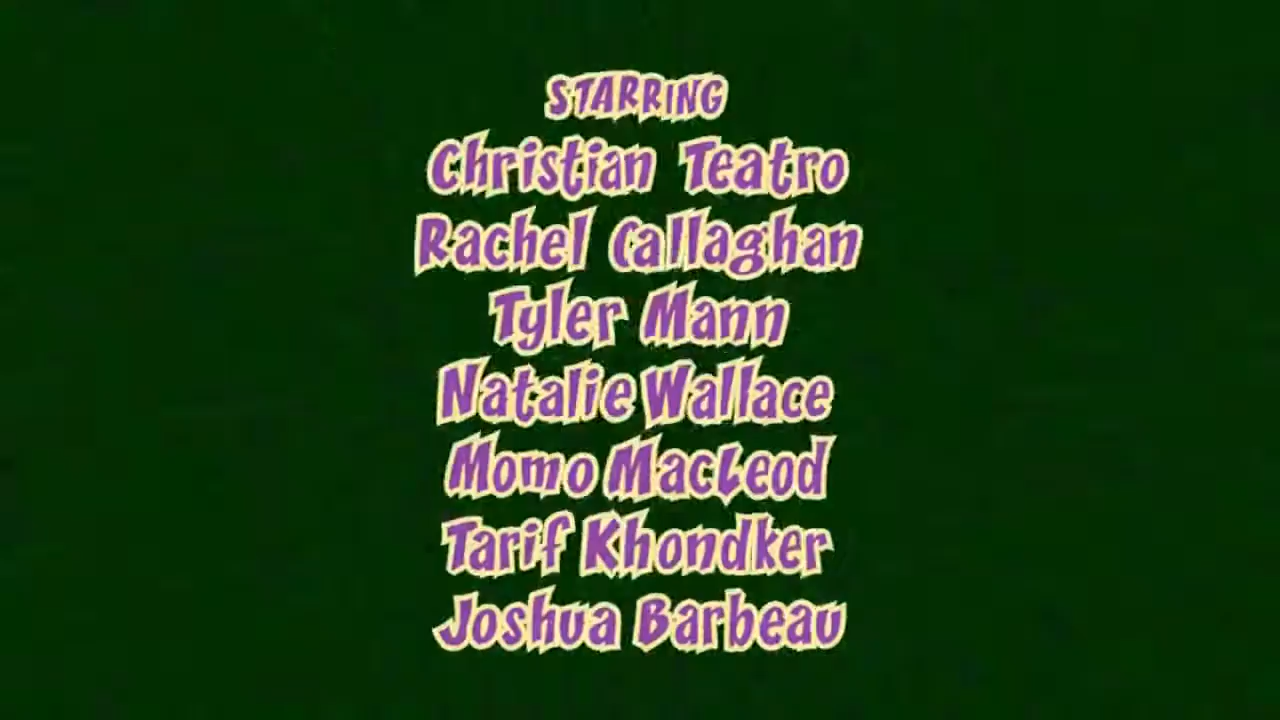 STARRING
Christian Teatro
Rachel Callaghan
Tyler Mann
Natalie Wallace
Momo MacLeod
Tarif Khondker
Joshua Barbeau